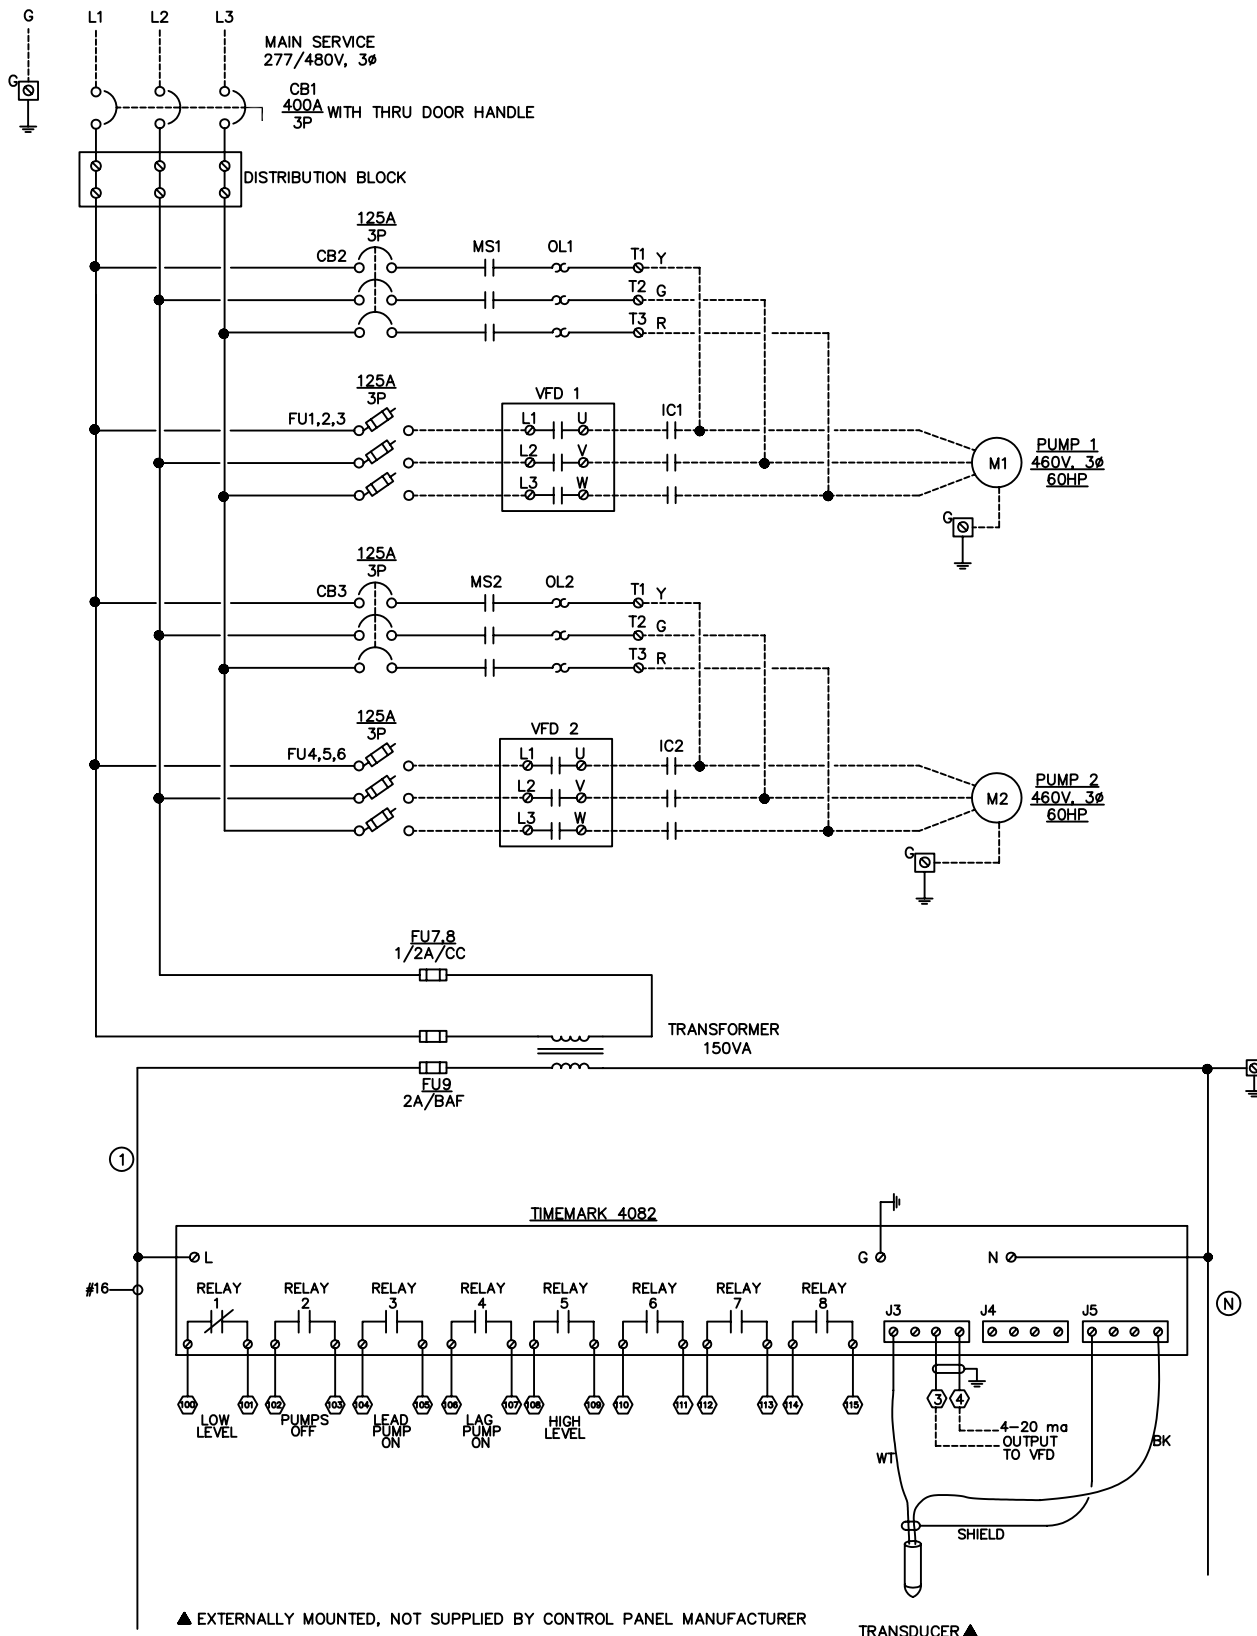 G L1 L2 L3
MAIN SERVICE
277/480V, 3ø
G
CB1
400A WITH THRU DOOR HANDLE
3P
DISTRIBUTION BLOCK
125A
3P
CB2 MS1 OL1 T1 Y
T2 G
T3 R
125A
3P
VFD 1
FU1,2,3 L1 U IC1
L2 V
L3 W
M1
PUMP 1
460V, 3ø
60HP
G
125A
3P
CB3 MS2 OL2 T1 Y
T2 G
T3 R
125A
3P
VFD 2
FU4,5,6 L1 U IC2
L2 V
L3 W
M2
PUMP 2
460V, 3ø
60HP
G
FU7,8
1/2A/CC
TRANSFORMER
150VA
FU9
2A/BAF
1
TIMEMARK 4082
L G N
#16
RELAY
1
RELAY
2
RELAY
3
RELAY
4
RELAY
5
RELAY
6
RELAY
7
RELAY
8
J3 J4 J5
N
100 101 102 103 104 105 106 107 108 109 110 111 112 113 114 115
3 4
LOW
LEVEL
PUMPS
OFF
LEAD
PUMP
ON
LAG
PUMP
ON
HIGH
LEVEL
4-20 ma
OUTPUT
TO VFD
WT
BK
SHIELD
▲ EXTERNALLY MOUNTED, NOT SUPPLIED BY CONTROL PANEL MANUFACTURER
TRANSDUCER ▲